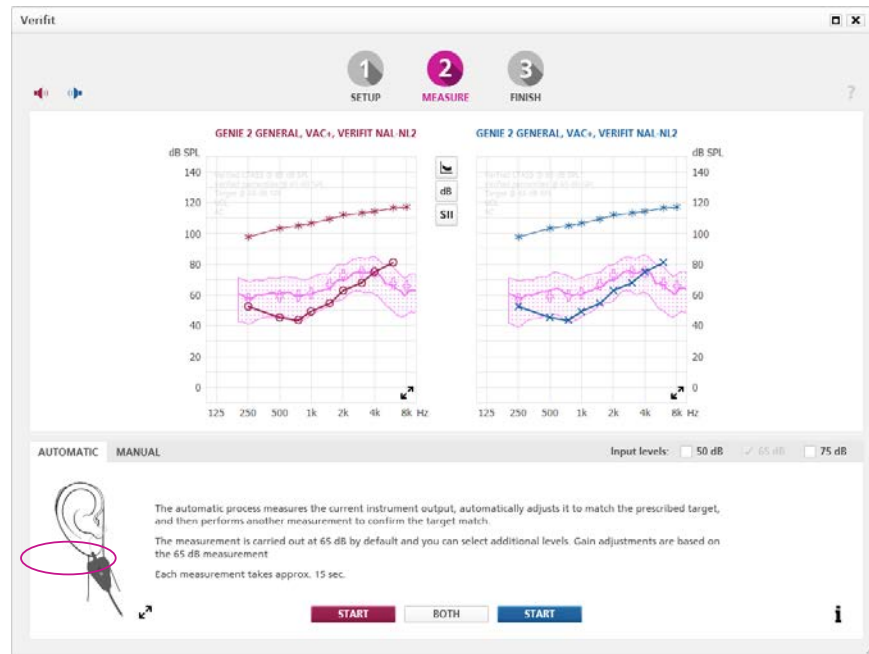 Verifit
1 2 3
SETUP MEASURE FINISH
?
GENIE 2 GENERAL, VAC+, VERIFIT NAL-NL2 GENIE 2 GENERAL, VAC+, VERIFIT NAL-NL2
dB SPL dB SPL
140 140
120 dB 120
SII
100 100
80 80
60 60
40 40
20 20
0 0
125 250 500 1k 2k 4k 8k Hz 125 250 500 1k 2k 4k 8k Hz
AUTOMATIC MANUAL Input levels: 50 dB 65 dB 75 dB
The automatic process measures the current instrument output, automatically adjusts it to match the prescribed target,
and then performs another measurement to confirm the target match.
The measurement is carried out at 65 dB by default and you can select additional levels. Gain adjustments are based on
the 65 dB measurement
Each measurement takes approx. 15 sec.
START BOTH START
i